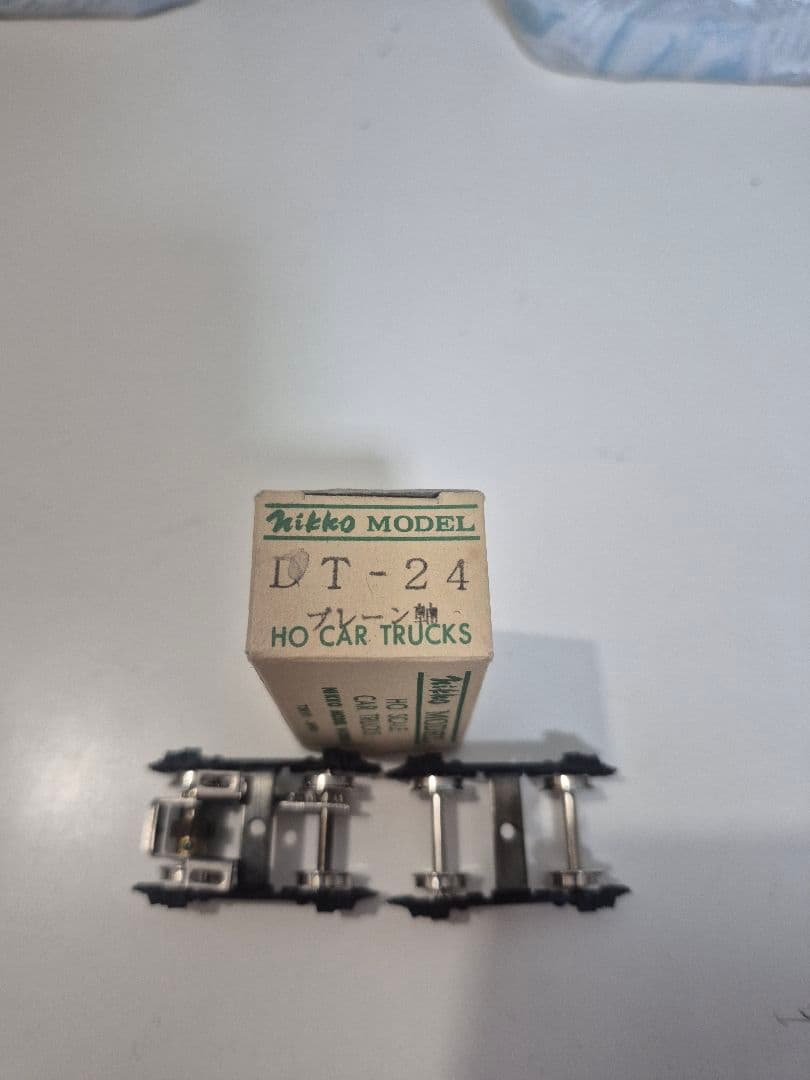 Nikko MODEL
DT-24
プレーン軸
HO CAR TRUCKS
Nikko MODEL
HO SCALE
CAR TRUCKS